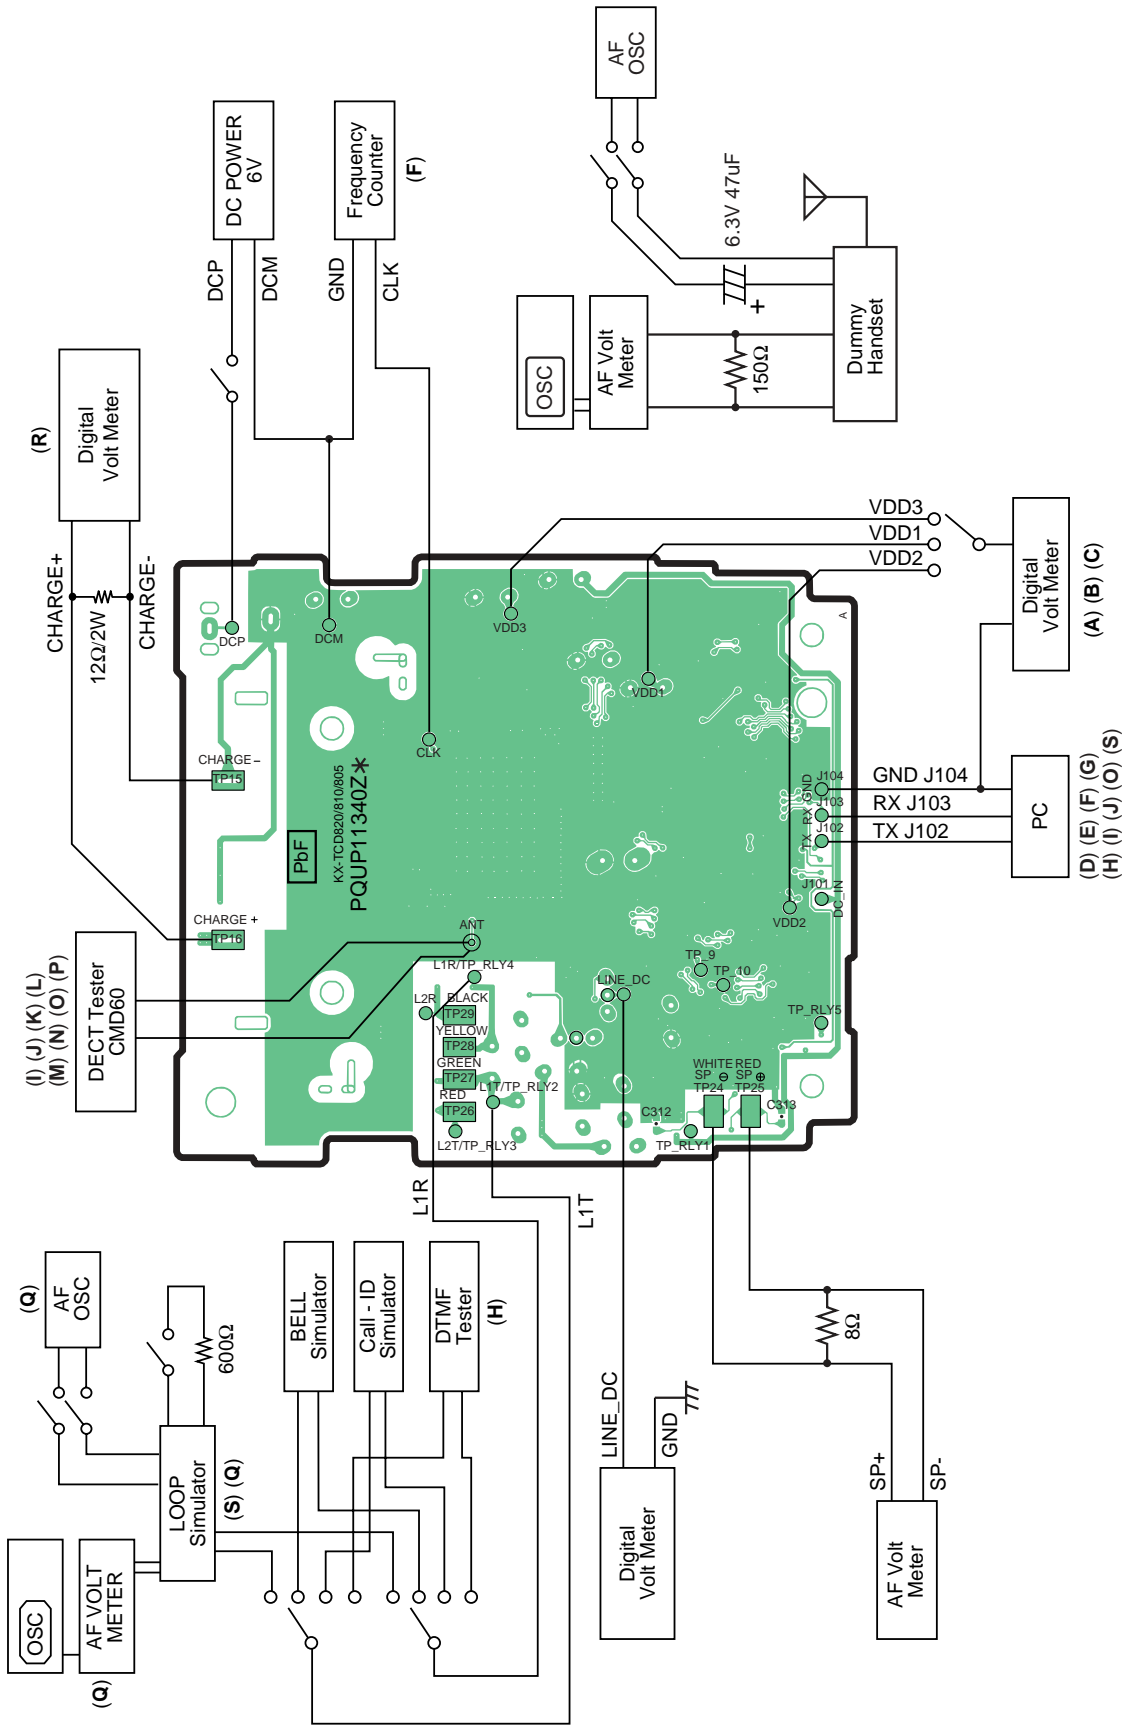 AF
OSC
6.3V 47uF
+
OSC
AF Volt
Meter
150Ω
Dummy
Handset
DC POWER
6V
DCP
DCM
Frequency
Counter
(F)
GND
CLK
(R)
Digital
Volt Meter
CHARGE+
12Ω/2W
CHARGE-
VDD3
VDD1
VDD2
Digital
Volt Meter
(A) (B) (C)
GND J104
RX J103
TX J102
PC
(D) (E) (F) (G)
(H) (I) (J) (O) (S)
DCP
DCM
VDD3
VDD1
CLK
A
CHARGE –
TP15
CHARGE +
TP16
PbF
KX-TCD820/810/805
PQUP11340Z*
ANT
GND
J104
RX
J103
TX
J102
J101
DC_IN
VDD2
TP_9
TP_10
LINE_DC
TP_RLY5
L1R/TP_RLY4
L2R
BLACK
TP29
YELLOW
TP28
GREEN
TP27
L1T/TP_RLY2
RED
TP26
L2T/TP_RLY3
WHITE RED
SP ⊖ SP ⊕
TP24 TP25
C312
C313
TP_RLY1
(I) (J) (K) (L)
(M) (N) (O) (P)
DECT Tester
CMD60
L1R
L1T
(Q)
AF
OSC
600Ω
LOOP
Simulator
(S) (Q)
OSC
AF VOLT
METER
(Q)
BELL
Simulator
Call - ID
Simulator
DTMF
Tester
(H)
LINE_DC
GND
Digital
Volt Meter
8Ω
SP+
SP-
AF Volt
Meter